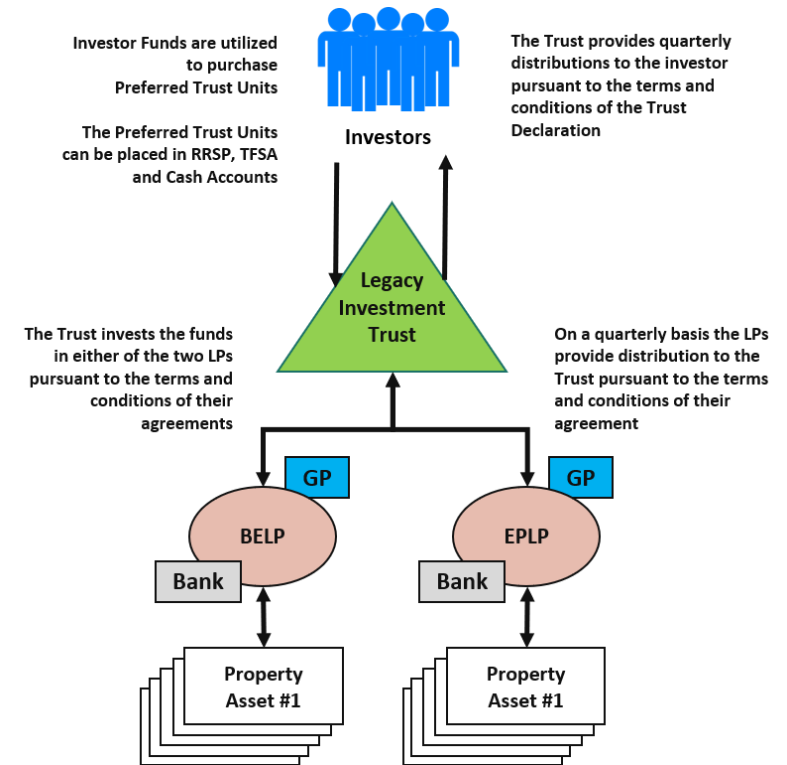 Investor Funds are utilized
to purchase
Preferred Trust Units
The Preferred Trust Units
can be placed in RRSP, TFSA
and Cash Accounts
Investors
The Trust provides quarterly
distributions to the investor
pursuant to the terms and
conditions of the Trust
Declaration
Legacy
Investment
Trust
The Trust invests the funds
in either of the two LPs
pursuant to the terms and
conditions of their
agreements
On a quarterly basis the LPs
provide distribution to the
Trust pursuant to the terms
and conditions of their
agreement
GP
BELP
Bank
GP
EPLP
Bank
Property
Asset #1
Property
Asset #1